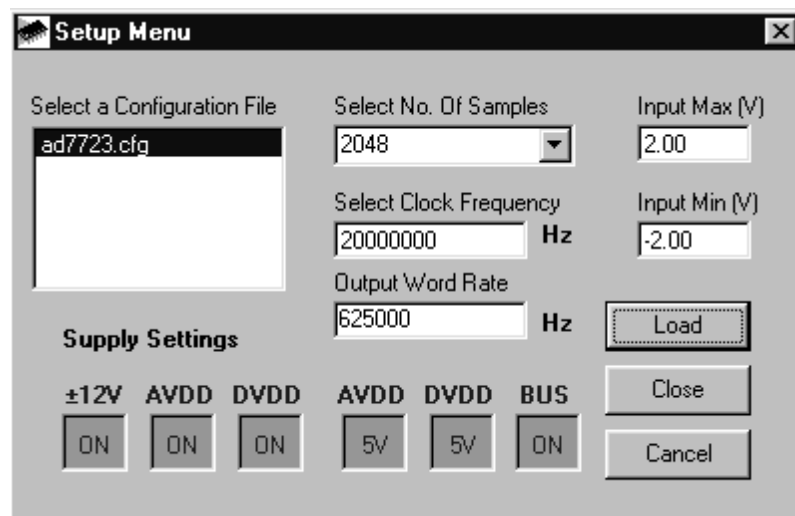 Setup Menu
Select a Configuration File
ad7723.cfg
Select No. Of Samples
2048
Input Max (V)
2.00
Select Clock Frequency
20000000 Hz
Input Min (V)
-2.00
Output Word Rate
625000 Hz
Load
Close
Cancel
Supply Settings
±12V AVDD DVDD AVDD DVDD BUS
ON ON ON 5V 5V ON